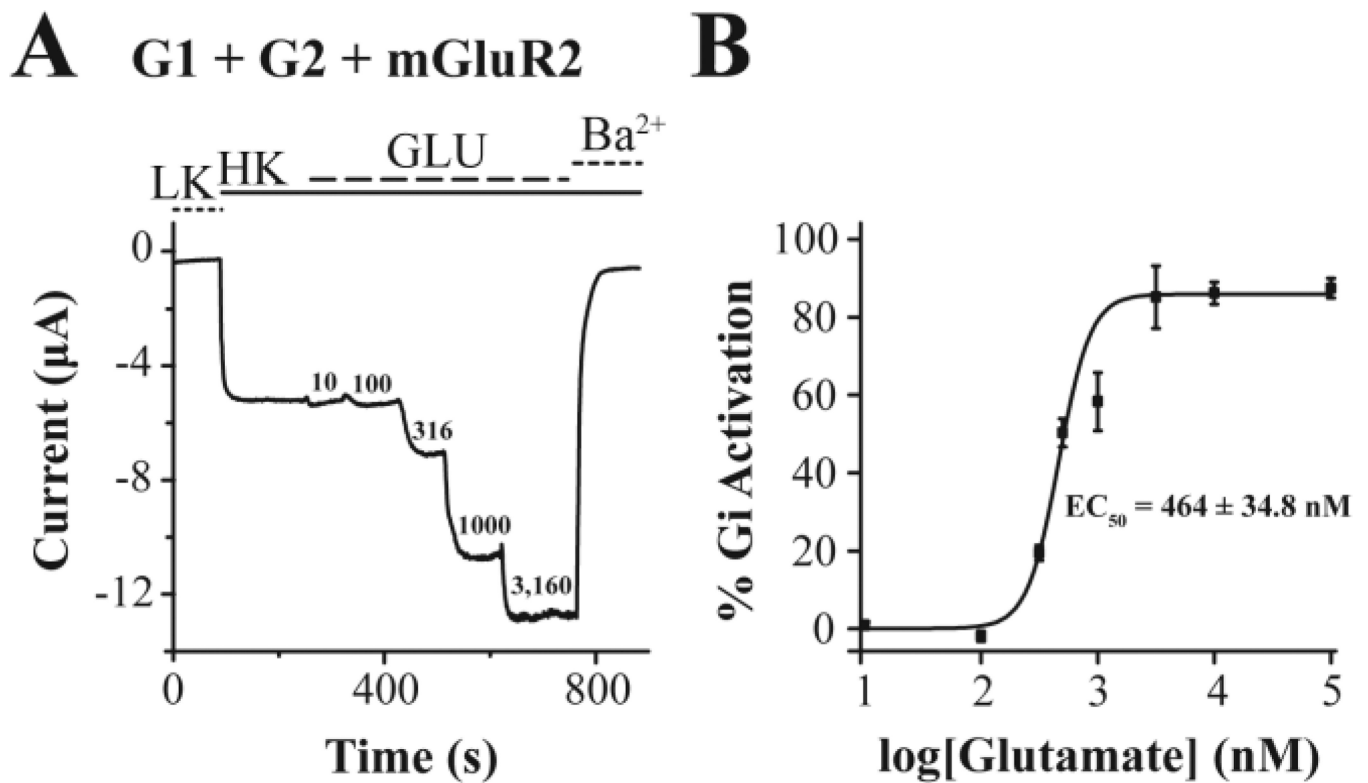 A G1 + G2 + mGluR2
LK HK GLU Ba²⁺
0
-4
-8
-12
Current (µA)
10 100
316
1000
3,160
0 400 800
Time (s)
B
100
80
60
40
20
0
% Gi Activation
EC₅₀ = 464 ± 34.8 nM
1 2 3 4 5
log[Glutamate] (nM)